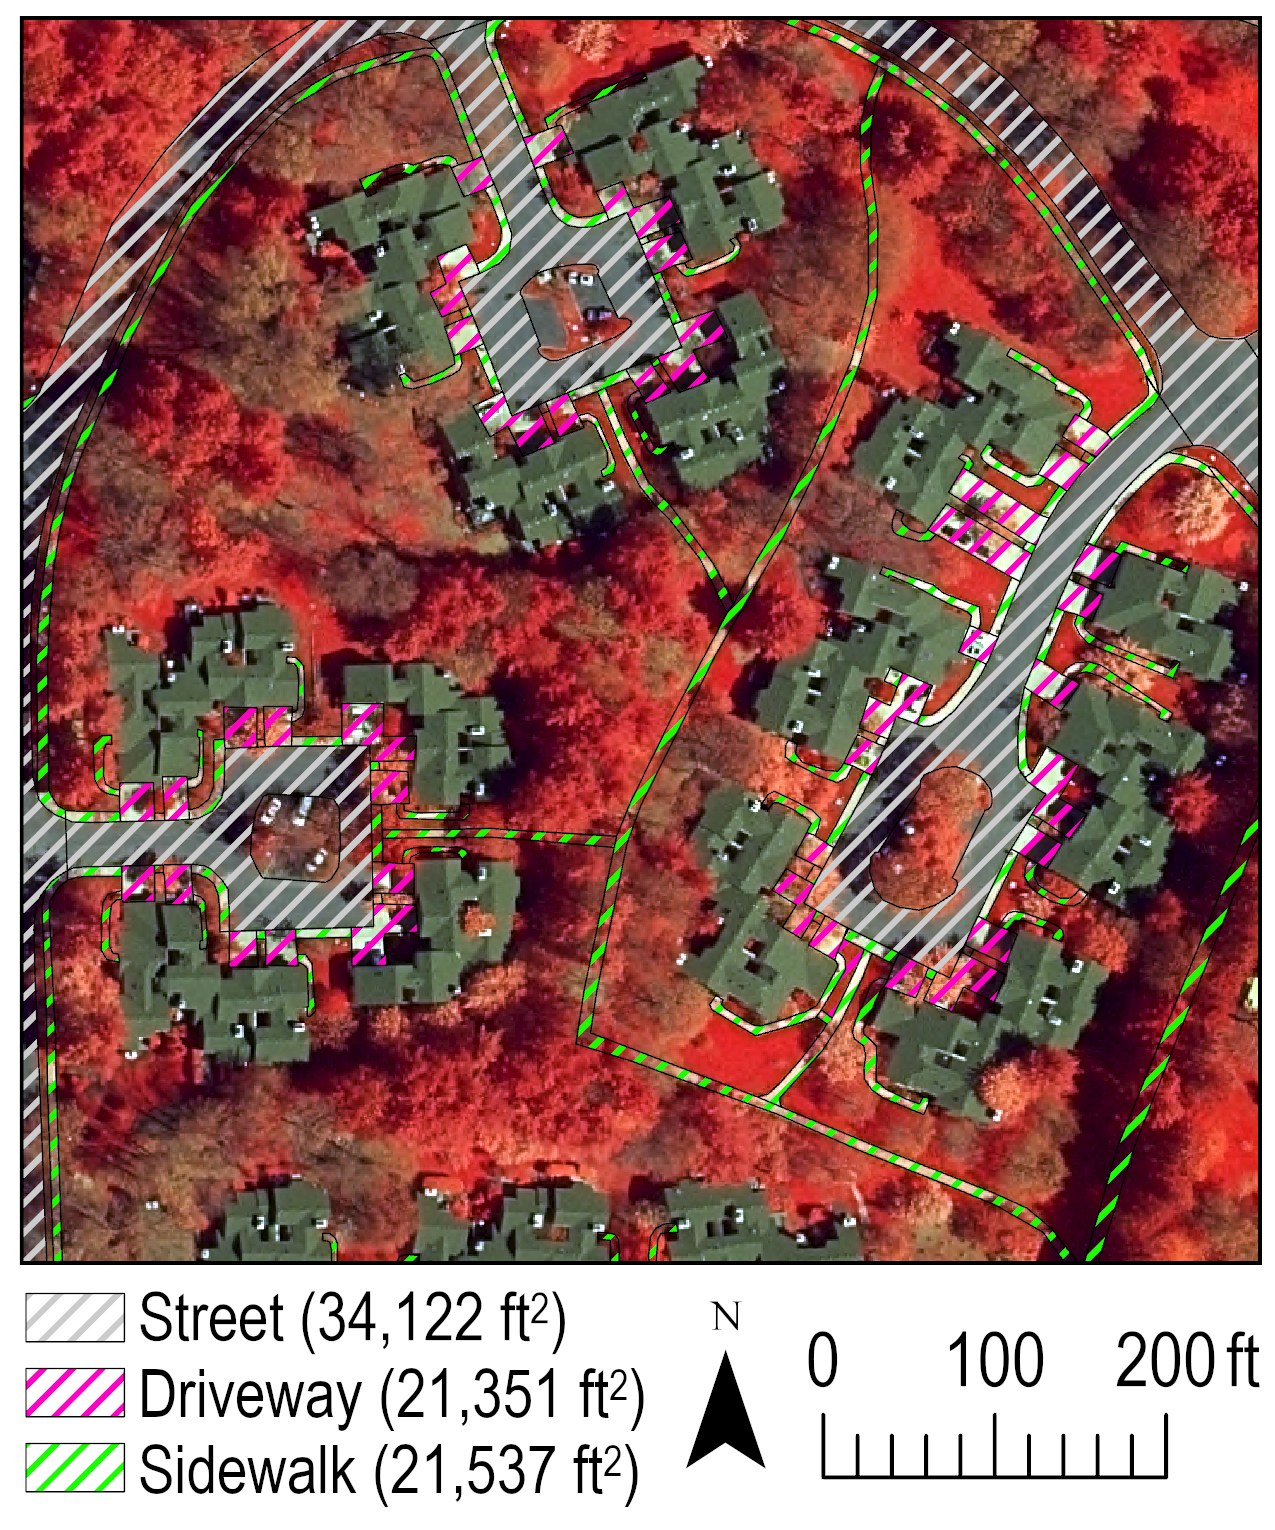 Street (34,122 ft²)
Driveway (21,351 ft²)
Sidewalk (21,537 ft²)
N
0 100 200 ft